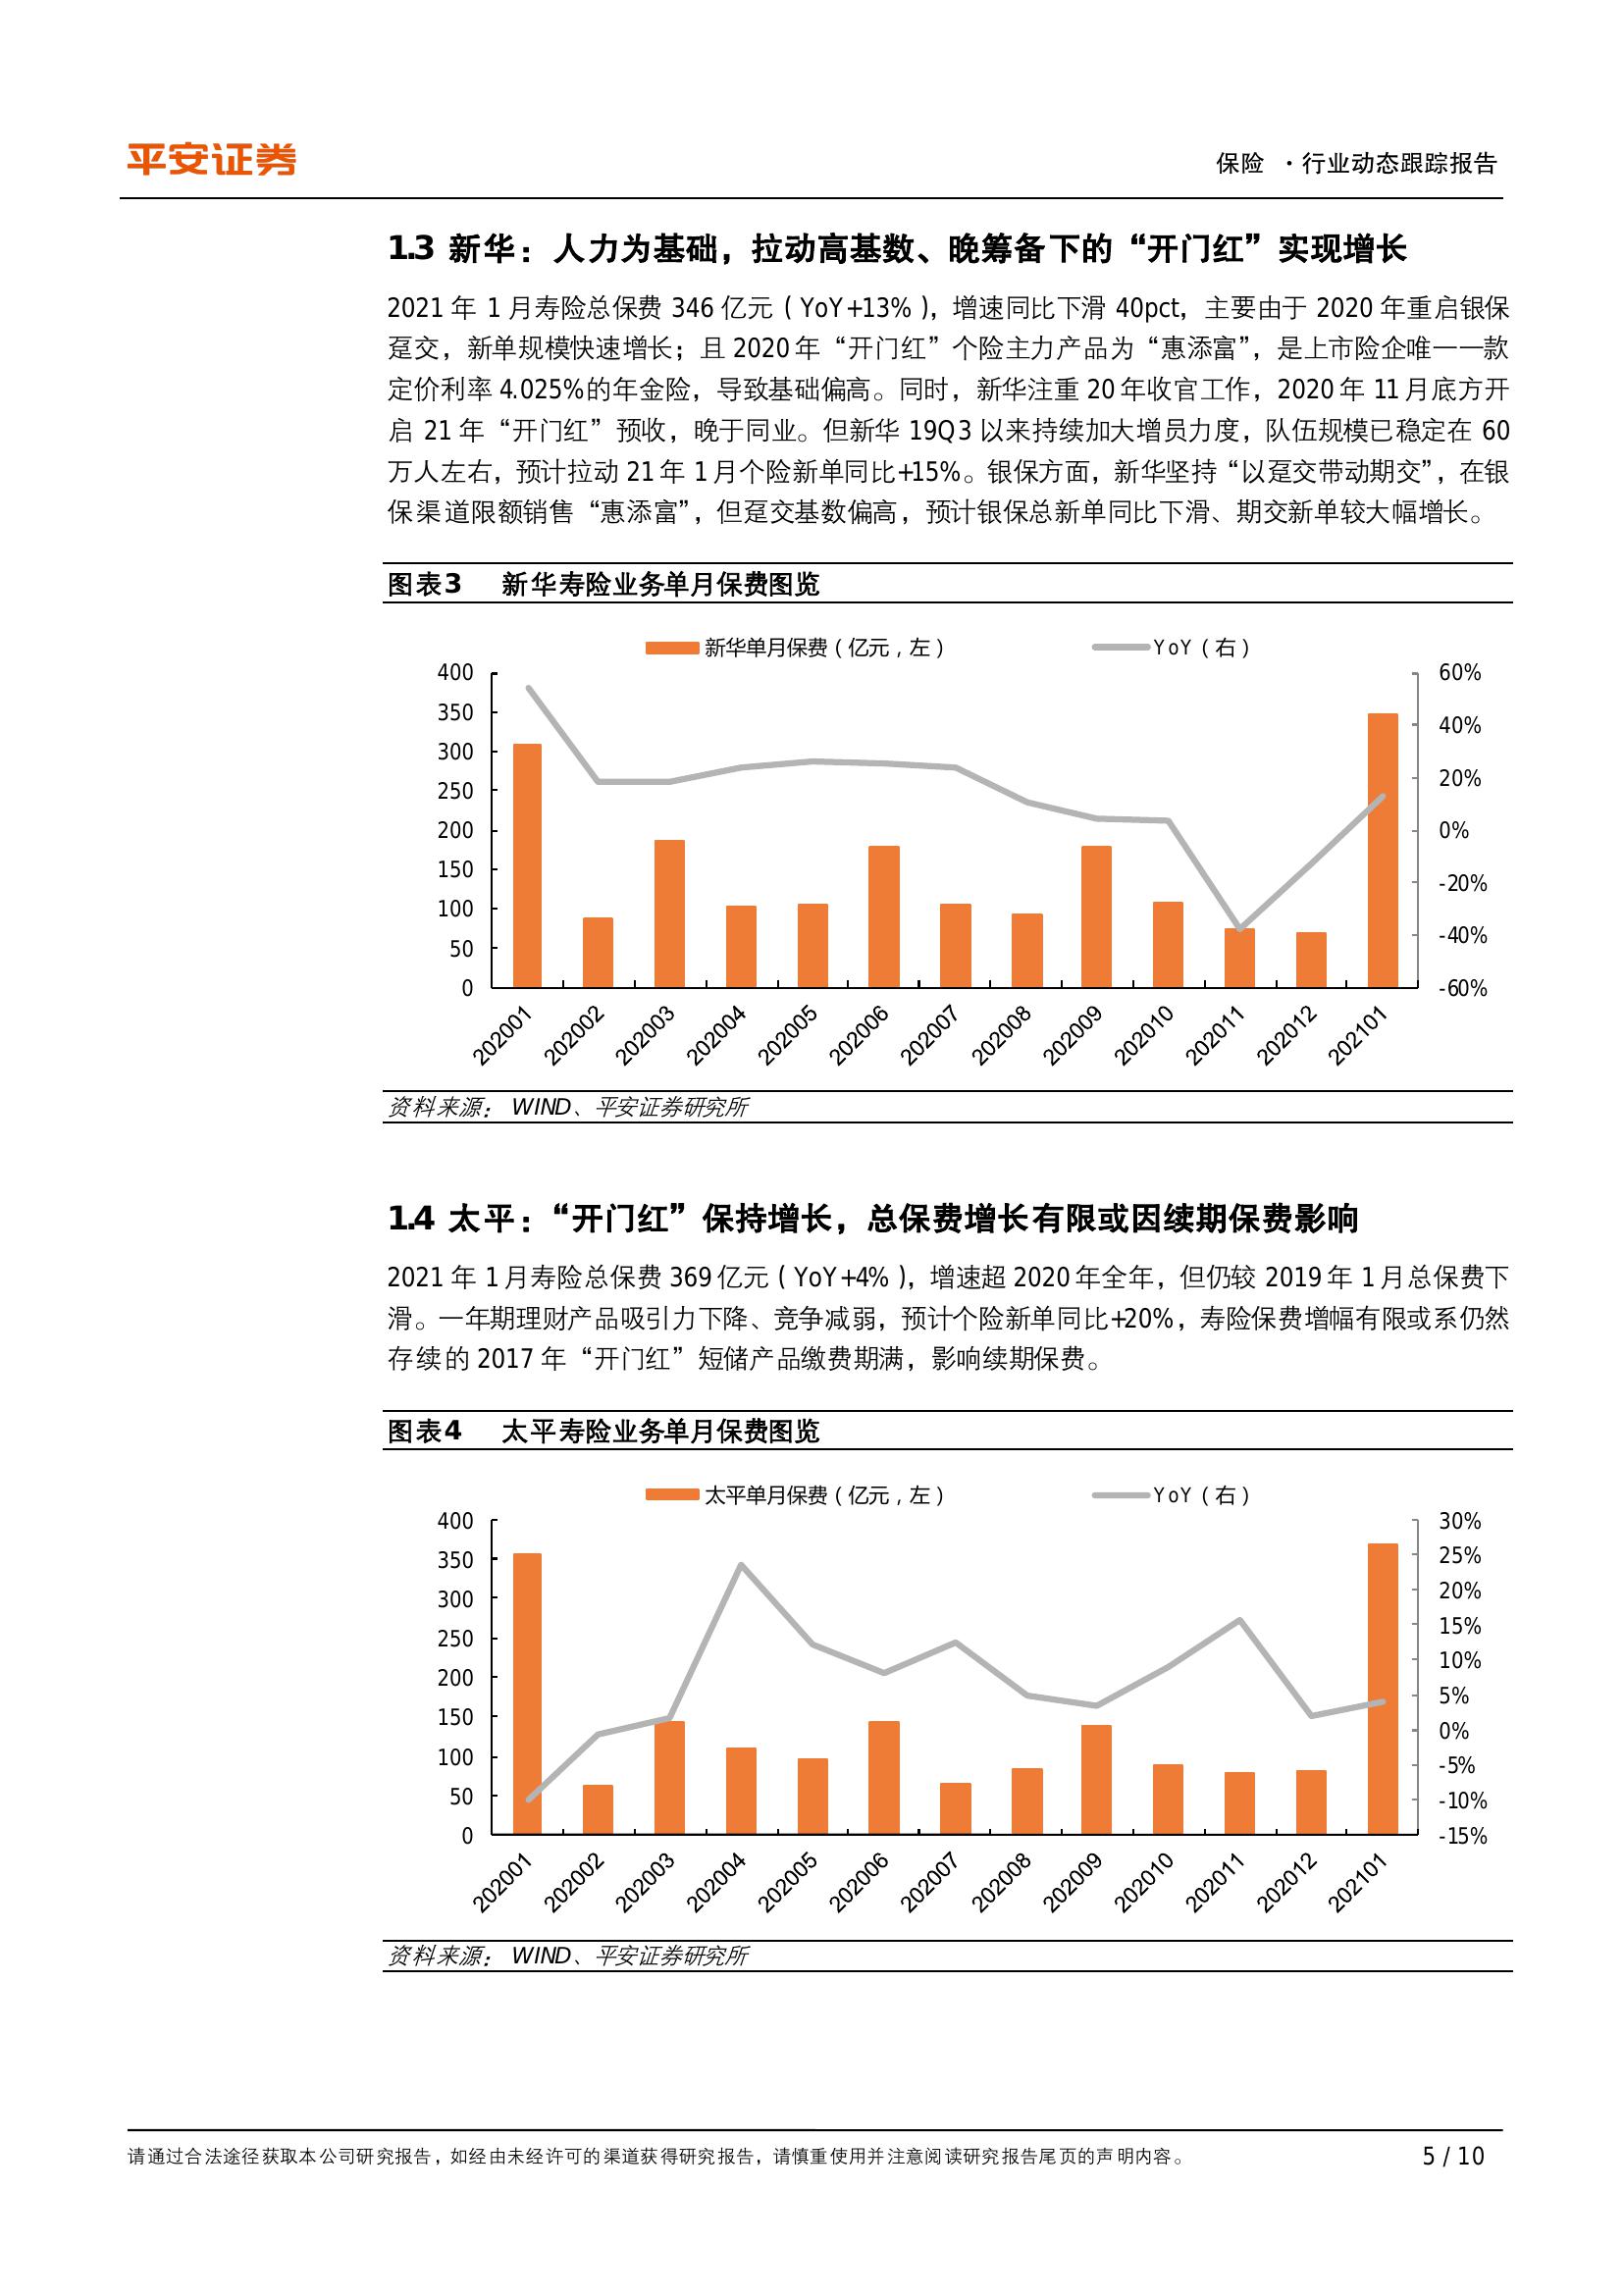 平安证券
保险 ·行业动态跟踪报告
1.3 新华：人力为基础，拉动高基数、晚筹备下的“开门红”实现增长
2021 年 1 月寿险总保费 346 亿元（YoY+13%），增速同比下滑 40pct，主要由于 2020 年重启银保
趸交，新单规模快速增长；且 2020 年“开门红”个险主力产品为“惠添富”，是上市险企唯一一款
定价利率 4.025%的年金险，导致基础偏高。同时，新华注重 20 年收官工作，2020 年 11 月底方开
启 21 年“开门红”预收，晚于同业。但新华 19Q3 以来持续加大增员力度，队伍规模已稳定在 60
万人左右，预计拉动 21 年 1 月个险新单同比+15%。银保方面，新华坚持“以趸交带动期交”，在银
保渠道限额销售“惠添富”，但趸交基数偏高，预计银保总新单同比下滑、期交新单较大幅增长。
图表3 新华寿险业务单月保费图览
新华单月保费（亿元，左） YoY（右）
400 60%
350 40%
300 20%
250 0%
200 -20%
150 -40%
100 -60%
50
0
202001 202002 202003 202004 202005 202006 202007 202008 202009 202010 202011 202012 202101
资料来源：WIND、平安证券研究所
1.4 太平：“开门红”保持增长，总保费增长有限或因续期保费影响
2021 年 1 月寿险总保费 369 亿元（YoY+4%），增速超 2020 年全年，但仍较 2019 年 1 月总保费下
滑。一年期理财产品吸引力下降、竞争减弱，预计个险新单同比+20%，寿险保费增幅有限或系仍然
存续的 2017 年“开门红”短储产品缴费期满，影响续期保费。
图表4 太平寿险业务单月保费图览
太平单月保费（亿元，左） YoY（右）
400 30%
350 25%
300 20%
250 15%
200 10%
150 5%
100 0%
50 -5%
0 -10%
-15%
202001 202002 202003 202004 202005 202006 202007 202008 202009 202010 202011 202012 202101
资料来源：WIND、平安证券研究所
请通过合法途径获取本公司研究报告，如经由未经许可的渠道获得研究报告，请慎重使用并注意阅读研究报告尾页的声明内容。 5 / 10